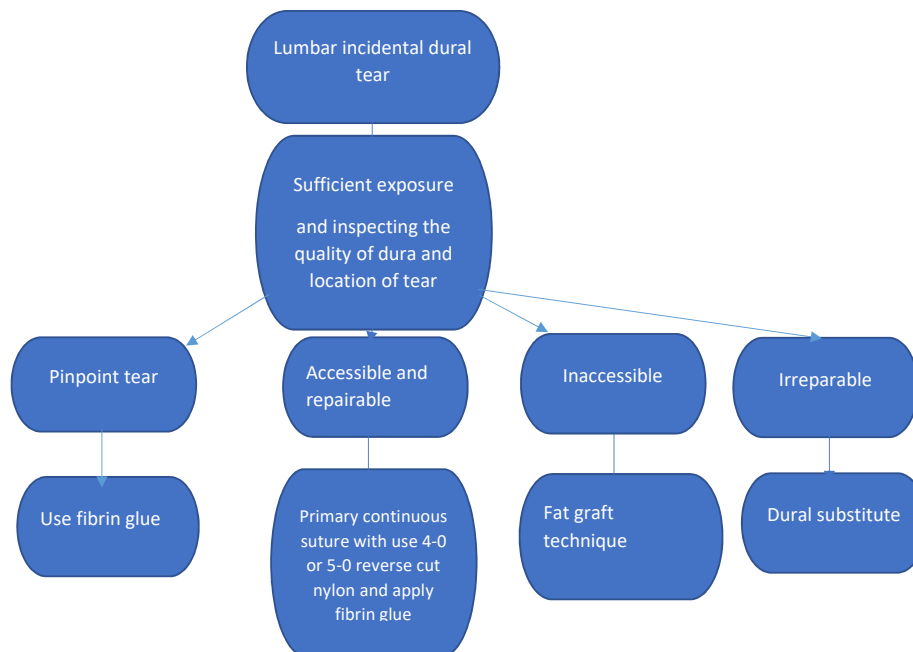 Lumbar incidental dural
tear
Sufficient exposure
and inspecting the
quality of dura and
location of tear
Pinpoint tear
Accessible and
repairable
Inaccessible
Irreparable
Use fibrin glue
Primary continuous
suture with use 4-0
or 5-0 reverse cut
nylon and apply
fibrin glue
Fat graft
technique
Dural substitute